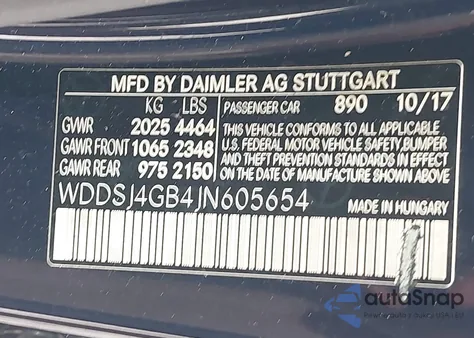 MFD BY DAIMLER AG STUTTGART
KG LBS PASSENGER CAR 890 10/17
GVWR 2025 4464 THIS VEHICLE CONFORMS TO ALL APPLICABLE
GAWR FRONT 1065 2348 U.S. FEDERAL MOTOR VEHICLE SAFETY,BUMPER
AND THEFT PREVENTION STANDARDS IN EFFECT
GAWR REAR 975 2150 ON THE DATE OF MANUFACTURE SHOWN ABOVE.
WDDSJ4GB4JN605654 MADE IN HUNGARY
autoSnap